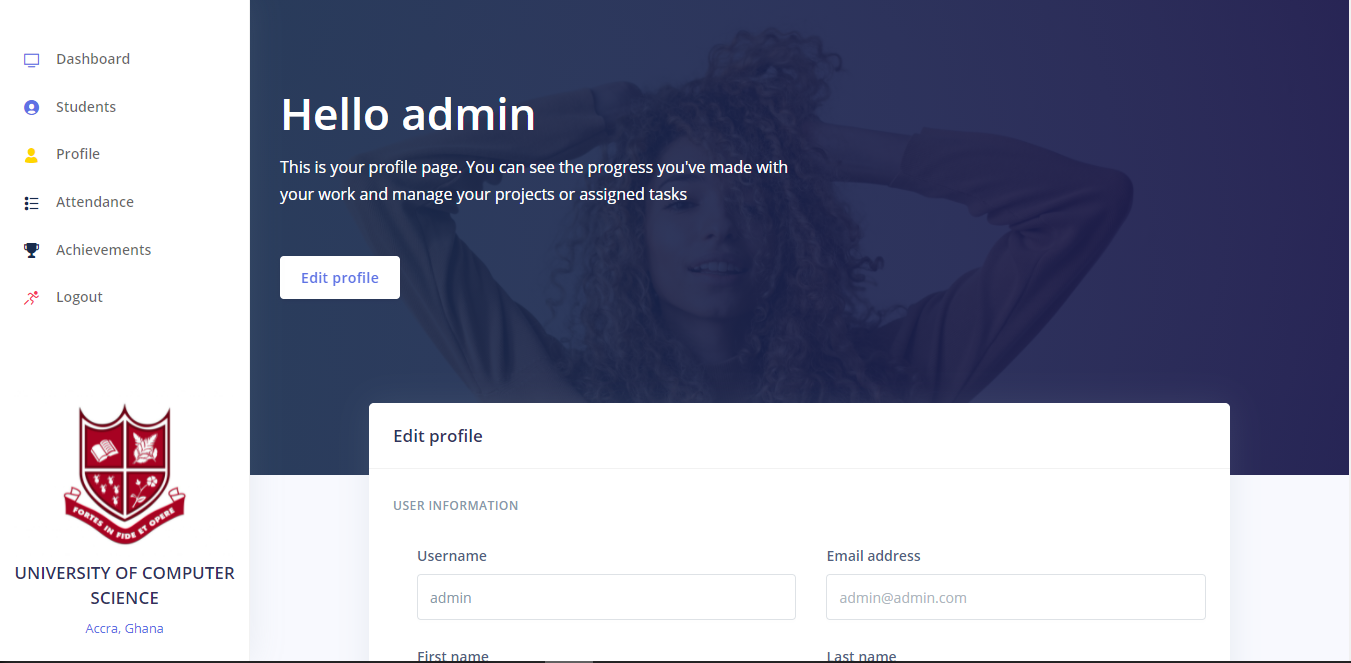 Dashboard
Students
Profile
Attendance
Achievements
Logout
FORTES IN FIDE ET OPERE
UNIVERSITY OF COMPUTER
SCIENCE
Accra, Ghana
Hello admin
This is your profile page. You can see the progress you've made with
your work and manage your projects or assigned tasks
Edit profile
Edit profile
USER INFORMATION
Username
Email address
admin
admin@admin.com
First name
Last name